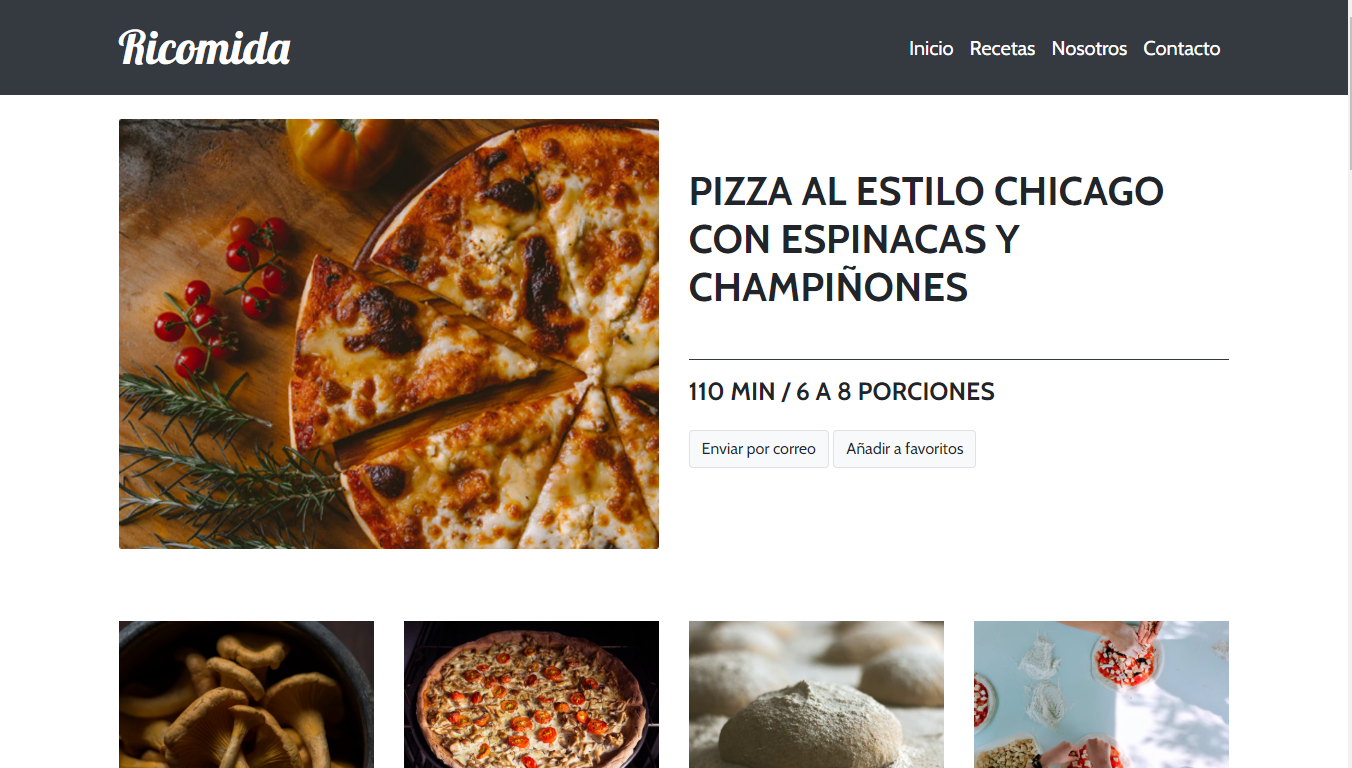 Ricomida
Inicio Recetas Nosotros Contacto
PIZZA AL ESTILO CHICAGO
CON ESPINACAS Y
CHAMPIÑONES
110 MIN / 6 A 8 PORCIONES
Enviar por correo Añadir a favoritos